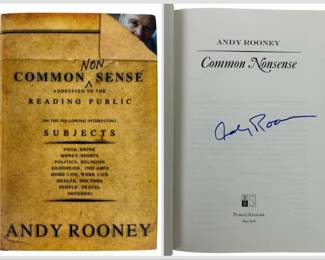 NON
COMMON SENSE
ADDRESSED TO THE
READING PUBLIC
ON THE FOLLOWING INTERESTING
SUBJECTS
FOOD, DRINK
MONEY, SPORTS
POLITICS, RELIGION
EDUCATION, THE ARTS
HOME LIFE, WORK LIFE
HEALTH, DOCTORS
PEOPLE, TRAVEL
ANDY ROONEY
ANDY ROONEY
Common Nonsense
Andy Rooney
PUBLICAFFAIRS
New York